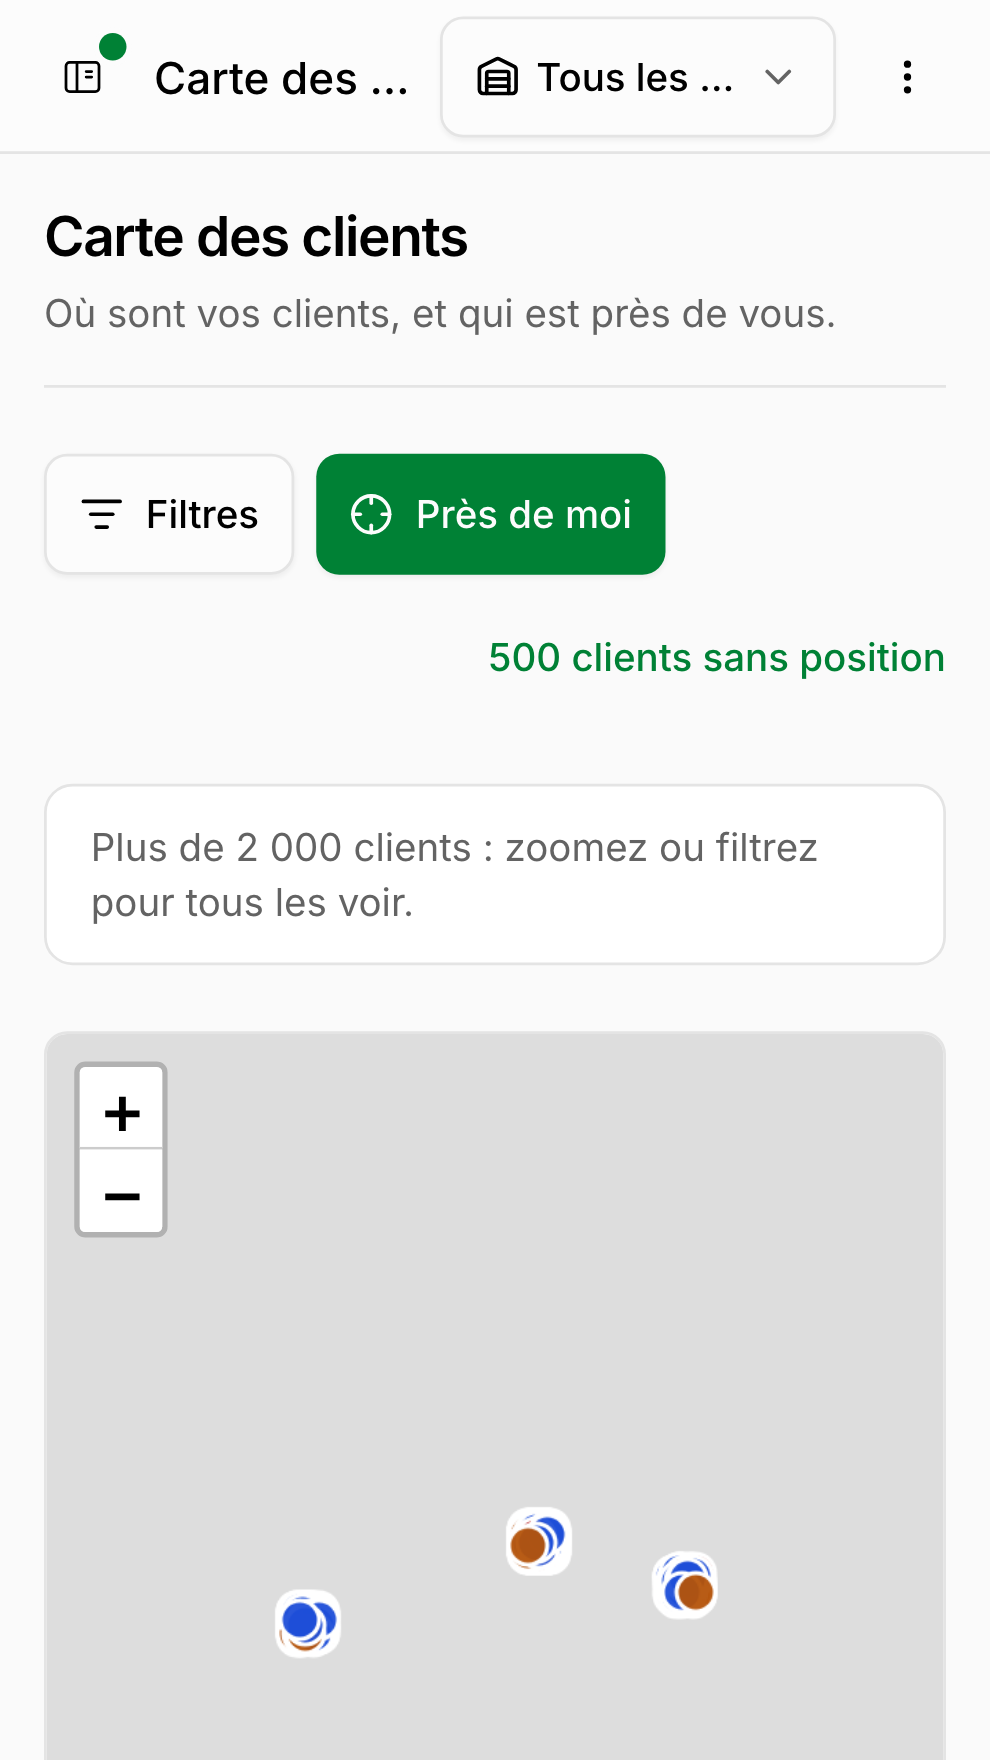 Carte des ...
Tous les ...
Carte des clients
Où sont vos clients, et qui est près de vous.
Filtres
Près de moi
500 clients sans position
Plus de 2 000 clients : zoomez ou filtrez
pour tous les voir.
+
−